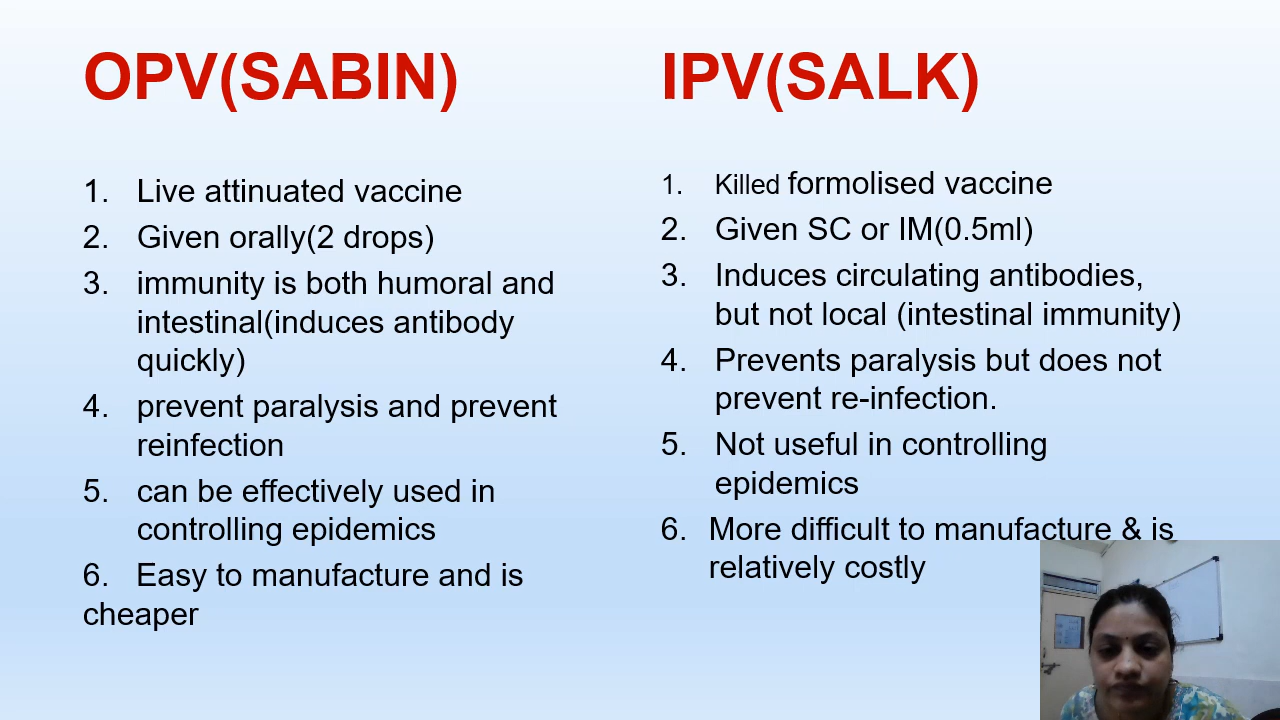 OPV(SABIN)
1. Live attinuated vaccine
2. Given orally(2 drops)
3. immunity is both humoral and
intestinal(induces antibody
quickly)
4. prevent paralysis and prevent
reinfection
5. can be effectively used in
controlling epidemics
6. Easy to manufacture and is
cheaper
IPV(SALK)
1. Killed formolised vaccine
2. Given SC or IM(0.5ml)
3. Induces circulating antibodies,
but not local (intestinal immunity)
4. Prevents paralysis but does not
prevent re-infection.
5. Not useful in controlling
epidemics
6. More difficult to manufacture & is
relatively costly